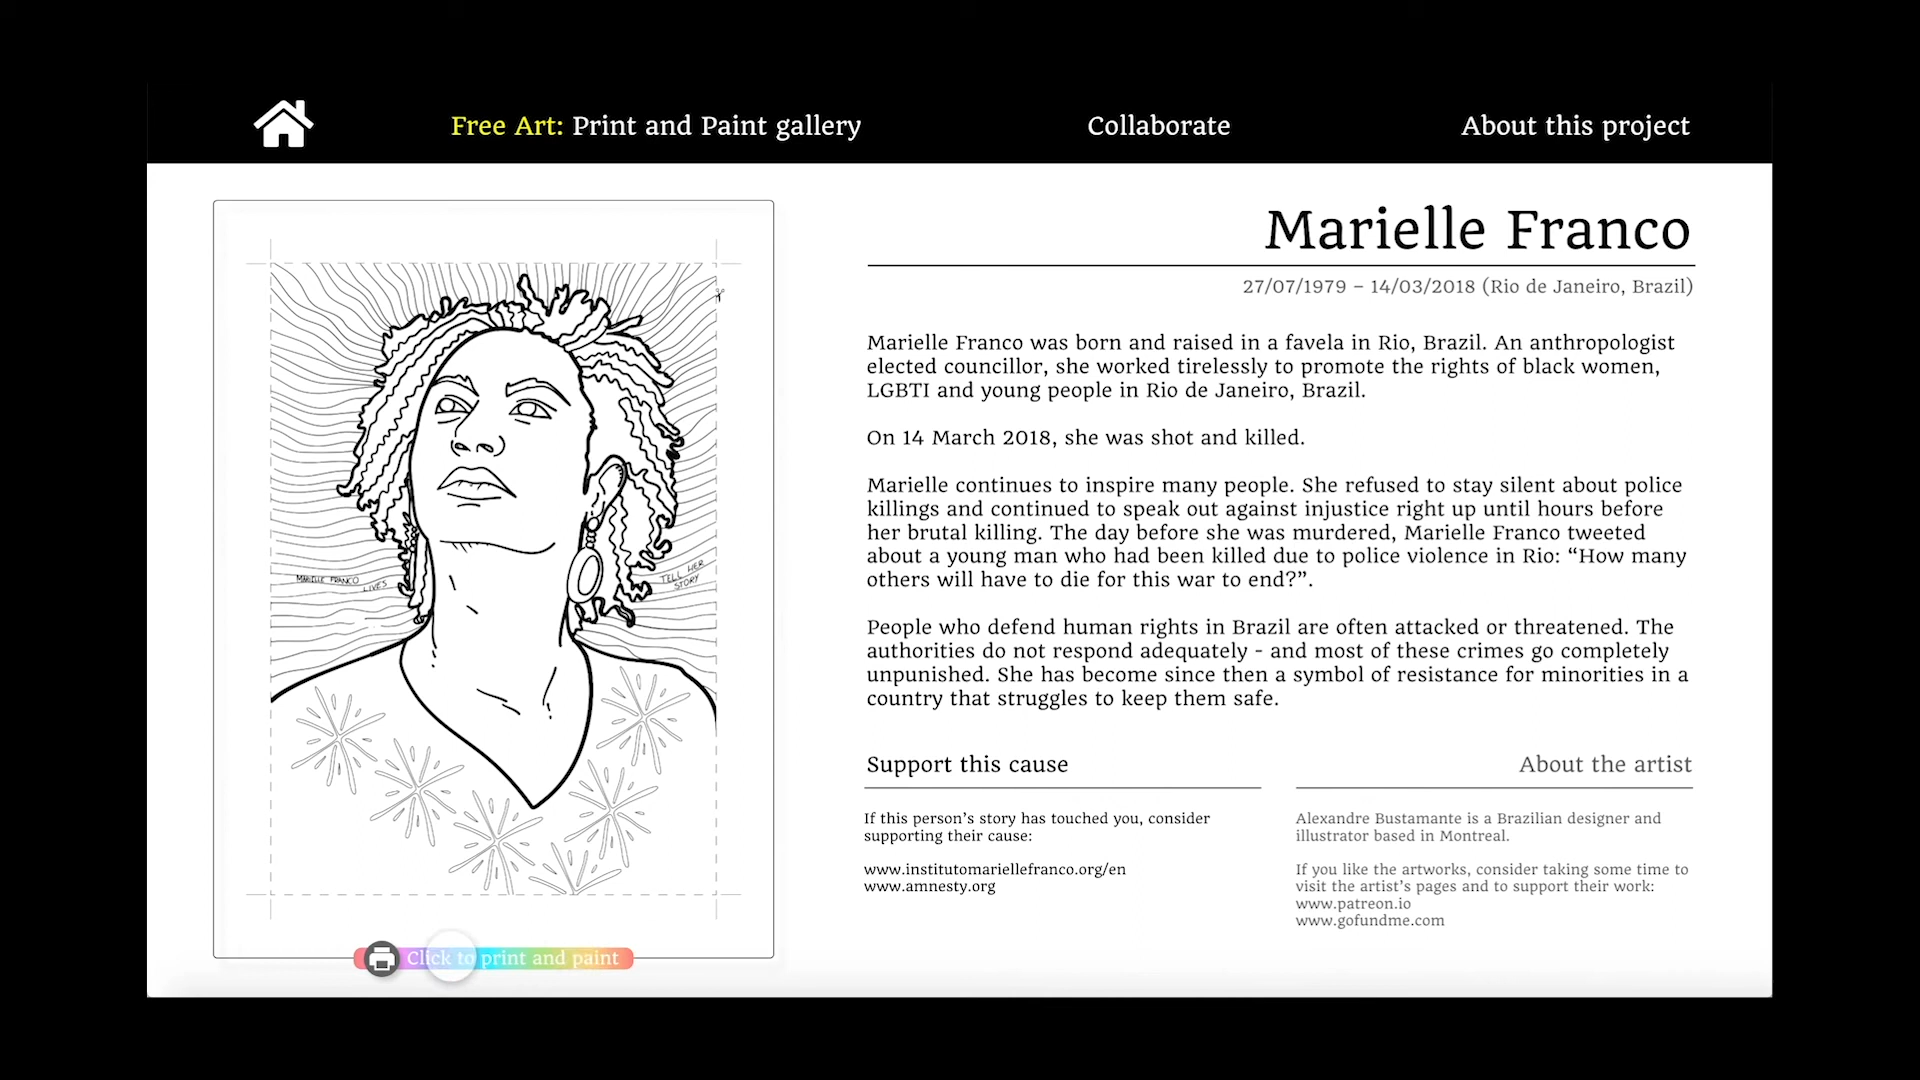 Free Art: Print and Paint gallery
Collaborate
About this project
Marielle Franco
27/07/1979 – 14/03/2018 (Rio de Janeiro, Brazil)
Marielle Franco was born and raised in a favela in Rio, Brazil. An anthropologist
elected councillor, she worked tirelessly to promote the rights of black women,
LGBTI and young people in Rio de Janeiro, Brazil.
On 14 March 2018, she was shot and killed.
Marielle continues to inspire many people. She refused to stay silent about police
killings and continued to speak out against injustice right up until hours before
her brutal killing. The day before she was murdered, Marielle Franco tweeted
about a young man who had been killed due to police violence in Rio: “How many
others will have to die for this war to end?”.
People who defend human rights in Brazil are often attacked or threatened. The
authorities do not respond adequately - and most of these crimes go completely
unpunished. She has become since then a symbol of resistance for minorities in a
country that struggles to keep them safe.
MARIELLE FRANCO
LIVES
TELL HER
STORY
Click to print and paint
Support this cause
If this person’s story has touched you, consider
supporting their cause:
www.institutomariellefranco.org/en
www.amnesty.org
About the artist
Alexandre Bustamante is a Brazilian designer and
illustrator based in Montreal.
If you like the artworks, consider taking some time to
visit the artist’s pages and to support their work:
www.patreon.io
www.gofundme.com